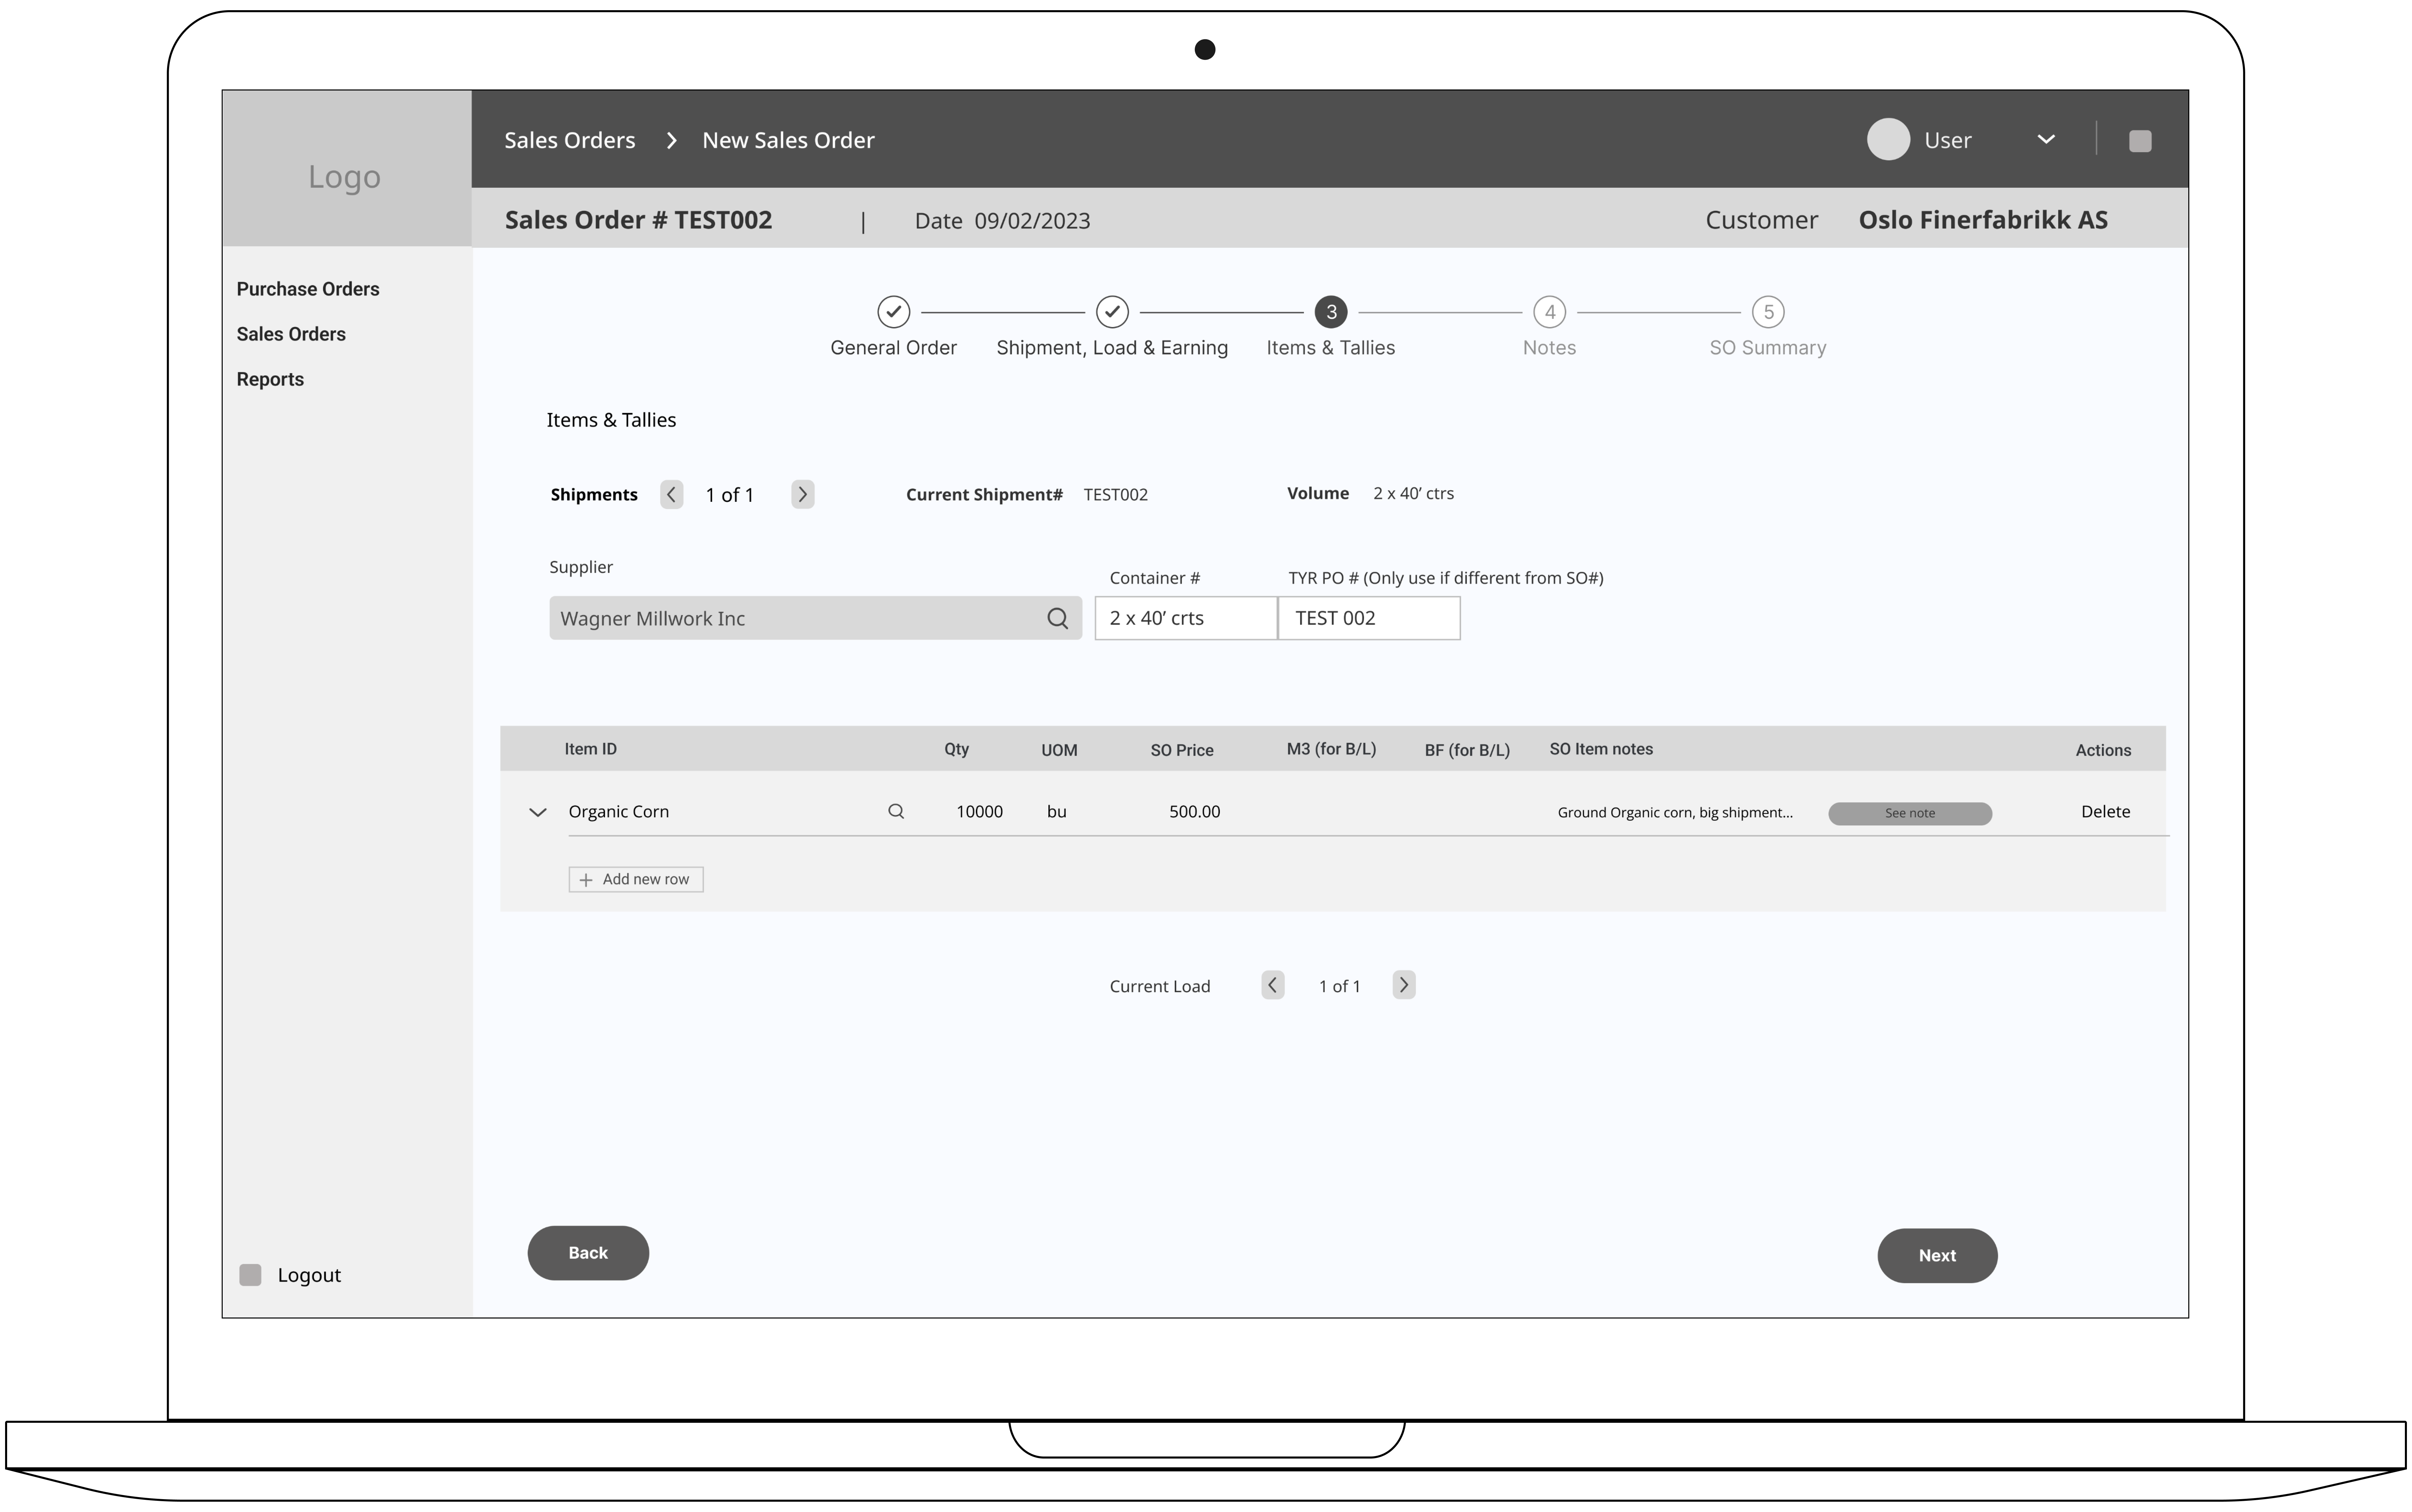 Logo
Sales Orders > New Sales Order
User
Sales Order # TEST002 | Date 09/02/2023
Customer Oslo Finerfabrikk AS
Purchase Orders
Sales Orders
Reports
3 4 5
General Order Shipment, Load & Earning Items & Tallies Notes SO Summary
Items & Tallies
Shipments 1 of 1 Current Shipment# TEST002 Volume 2 x 40’ ctrs
Supplier Container # TYR PO # (Only use if different from SO#)
Wagner Millwork Inc 2 x 40’ crts TEST 002
Item ID Qty UOM SO Price M3 (for B/L) BF (for B/L) SO Item notes Actions
Organic Corn 10000 bu 500.00 Ground Organic corn, big shipment... See note Delete
+ Add new row
Current Load 1 of 1
Back Next
Logout